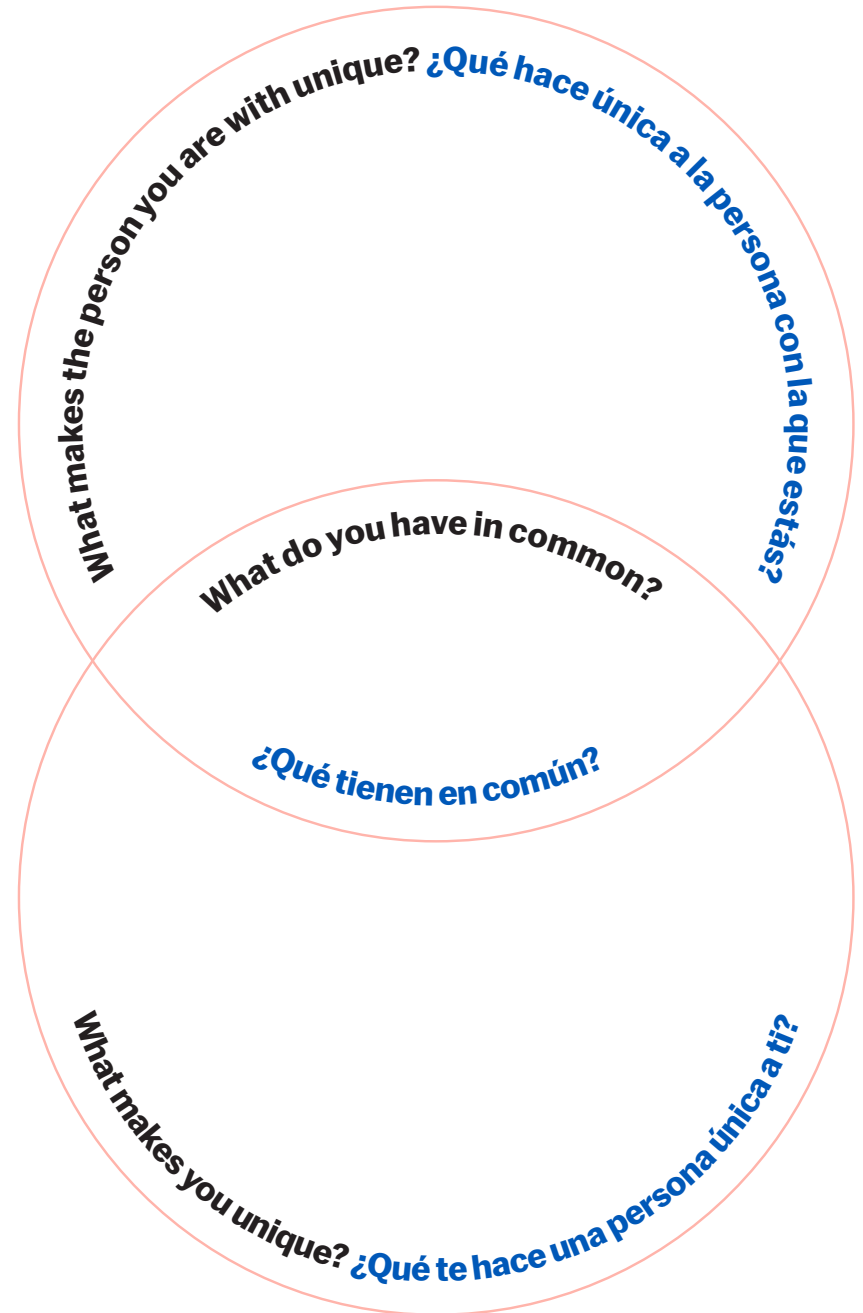 What makes the person you are with unique? ¿Qué hace única a la persona con la que estás?
What do you have in common?
¿Qué tienen en común?
What makes you unique? ¿Qué te hace una persona única a ti?